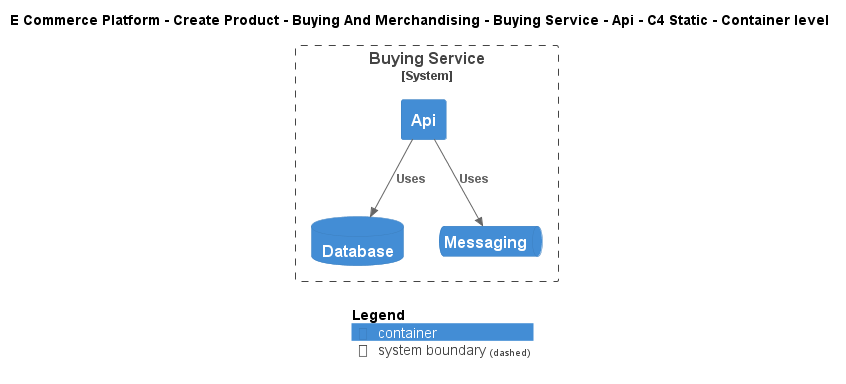 E Commerce Platform - Create Product - Buying And Merchandising - Buying Service - Api - C4 Static - Container level
Buying Service
[System]
Api
Uses
Uses
Database
Messaging
Legend
container
system boundary (dashed)